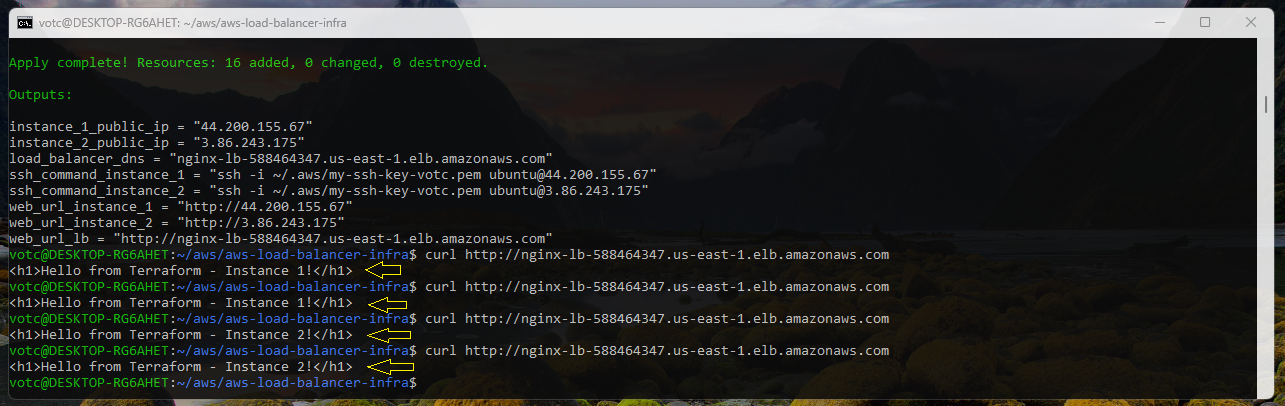 votc@DESKTOP-RG6AHET: ~/aws/aws-load-balancer-infra
Apply complete! Resources: 16 added, 0 changed, 0 destroyed.
Outputs:
instance_1_public_ip = "44.200.155.67"
instance_2_public_ip = "3.86.243.175"
load_balancer_dns = "nginx-lb-588464347.us-east-1.elb.amazonaws.com"
ssh_command_instance_1 = "ssh -i ~/.aws/my-ssh-key-votc.pem ubuntu@44.200.155.67"
ssh_command_instance_2 = "ssh -i ~/.aws/my-ssh-key-votc.pem ubuntu@3.86.243.175"
web_url_instance_1 = "http://44.200.155.67"
web_url_instance_2 = "http://3.86.243.175"
web_url_lb = "http://nginx-lb-588464347.us-east-1.elb.amazonaws.com"
votc@DESKTOP-RG6AHET:~/aws/aws-load-balancer-infra$ curl http://nginx-lb-588464347.us-east-1.elb.amazonaws.com
<h1>Hello from Terraform - Instance 1!</h1>
votc@DESKTOP-RG6AHET:~/aws/aws-load-balancer-infra$ curl http://nginx-lb-588464347.us-east-1.elb.amazonaws.com
<h1>Hello from Terraform - Instance 1!</h1>
votc@DESKTOP-RG6AHET:~/aws/aws-load-balancer-infra$ curl http://nginx-lb-588464347.us-east-1.elb.amazonaws.com
<h1>Hello from Terraform - Instance 2!</h1>
votc@DESKTOP-RG6AHET:~/aws/aws-load-balancer-infra$ curl http://nginx-lb-588464347.us-east-1.elb.amazonaws.com
<h1>Hello from Terraform - Instance 2!</h1>
votc@DESKTOP-RG6AHET:~/aws/aws-load-balancer-infra$